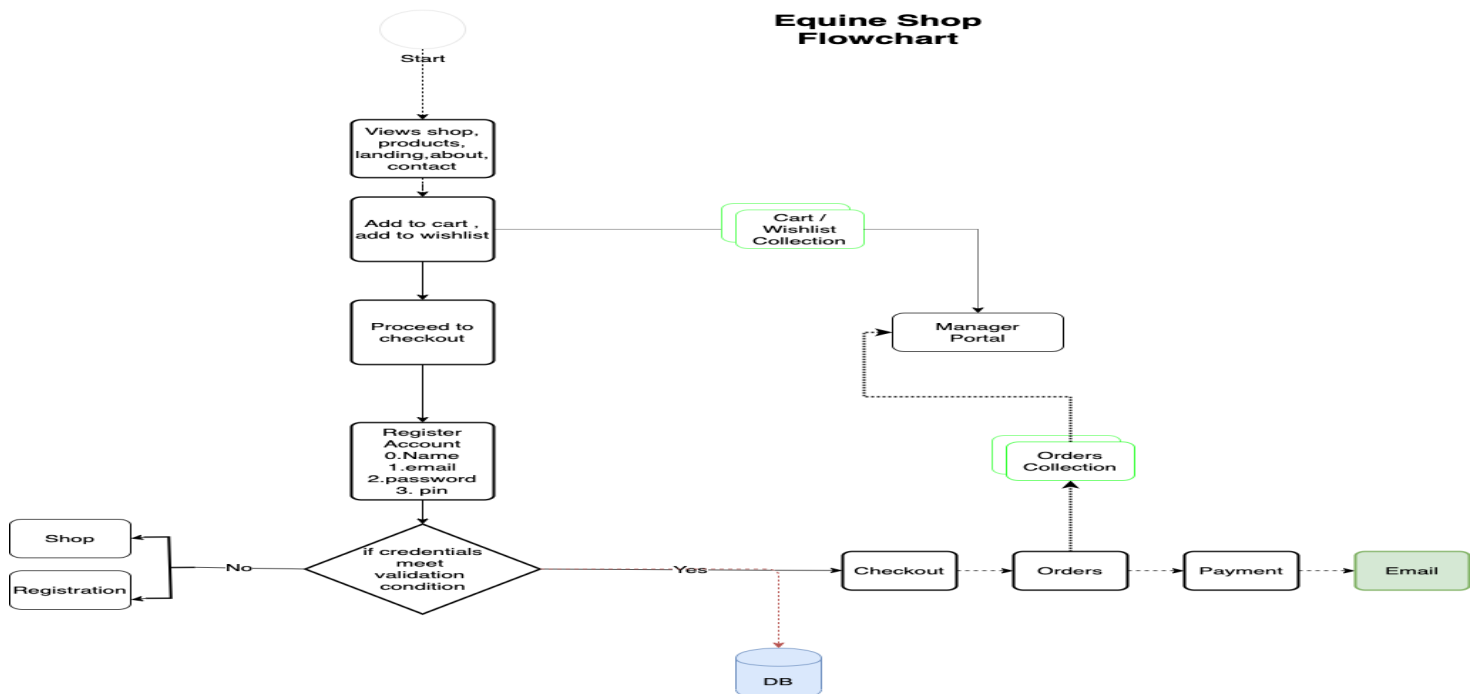 Equine Shop
Flowchart
Start
Views shop,
products,
landing,about,
contact
Add to cart ,
add to wishlist
Cart /
Wishlist
Collection
Proceed to
checkout
Manager
Portal
Register
Account
0.Name
1.email
2.password
3. pin
Orders
Collection
Shop
Registration
No
if credentials
meet
validation
condition
Yes
Checkout
Orders
Payment
Email
DB